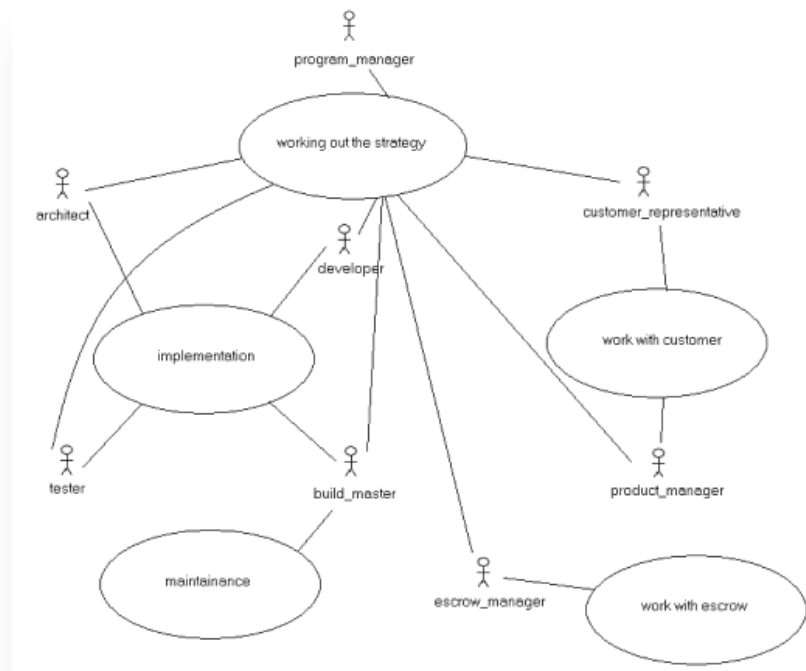 program_manager
working out the strategy
architect
customer_representative
developer
work with customer
implementation
tester
build_master
product_manager
maintainance
escrow_manager
work with escrow